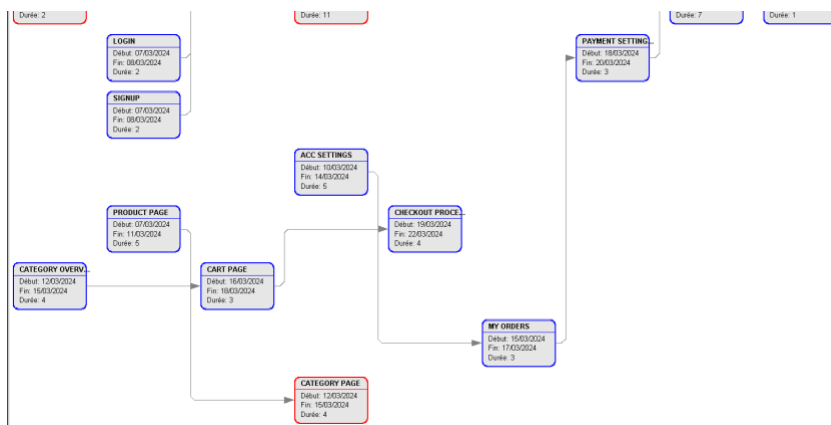 Durée: 2
Durée: 11
Durée: 7
Durée: 1
LOGIN
Début: 07/03/2024
Fin: 08/03/2024
Durée: 2
PAYMENT SETTING...
Début: 18/03/2024
Fin: 20/03/2024
Durée: 3
SIGNUP
Début: 07/03/2024
Fin: 08/03/2024
Durée: 2
ACC SETTINGS
Début: 10/03/2024
Fin: 14/03/2024
Durée: 5
PRODUCT PAGE
Début: 07/03/2024
Fin: 11/03/2024
Durée: 5
CHECKOUT PROCE...
Début: 19/03/2024
Fin: 22/03/2024
Durée: 4
CATEGORY OVERV...
Début: 12/03/2024
Fin: 15/03/2024
Durée: 4
CART PAGE
Début: 16/03/2024
Fin: 18/03/2024
Durée: 3
MY ORDERS
Début: 15/03/2024
Fin: 17/03/2024
Durée: 3
CATEGORY PAGE
Début: 12/03/2024
Fin: 15/03/2024
Durée: 4